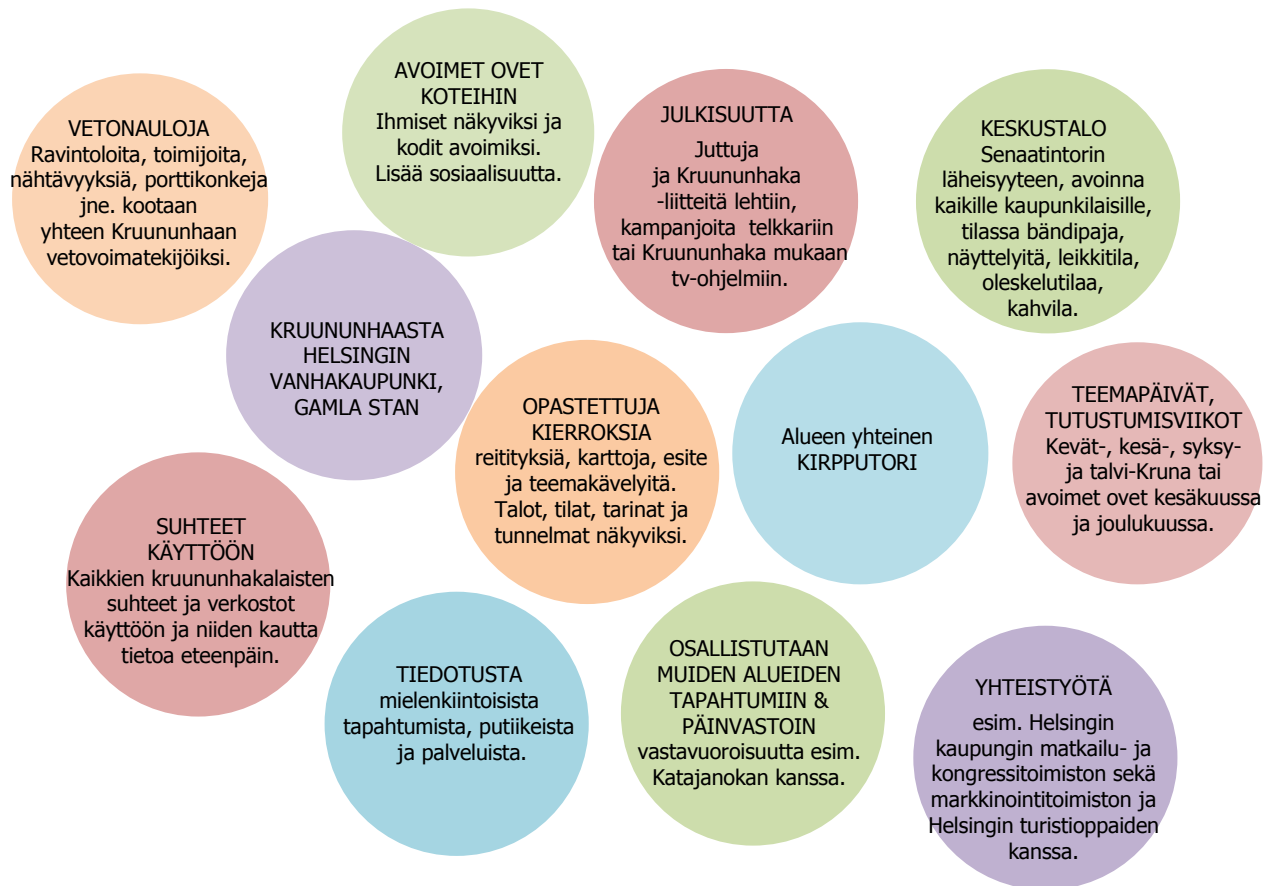 AVOIMET OVET
KOTEIHIN
Ihmiset näkyviksi ja
kodit avoimiksi.
Lisää sosiaalisuutta.
VETONAULOJA
Ravintoloita, toimijoita,
nähtävyyksiä, porttikonkeja
jne. kootaan
yhteen Kruununhaan
vetovoimatekijöiksi.
JULKISUUTTA
Juttuja
ja Kruununhaka
-liitteitä lehtiin,
kampanjoita telkkariin
tai Kruununhaka mukaan
tv-ohjelmiin.
KESKUSTALO
Senaatintorin
läheisyyteen, avoinna
kaikille kaupunkilaisille,
tilassa bändipaja,
näyttelyitä, leikkitila,
oleskelutilaa,
kahvila.
KRUUNUNHAASTA
HELSINGIN
VANHAKAUPUNKI,
GAMLA STAN
OPASTETTUJA
KIERROKSIA
reitityksiä, karttoja, esite
ja teemakävelyitä.
Talot, tilat, tarinat ja
tunnelmat näkyviksi.
Alueen yhteinen
KIRPPUTORI
TEEMAPÄIVÄT,
TUTUSTUMISVIIKOT
Kevät-, kesä-, syksy-
ja talvi-Kruna tai
avoimet ovet kesäkuussa
ja joulukuussa.
SUHTEET
KÄYTTÖÖN
Kaikkien kruununhakalaisten
suhteet ja verkostot
käyttöön ja niiden kautta
tietoa eteenpäin.
TIEDOTUSTA
mielenkiintoisista
tapahtumista, putiikeista
ja palveluista.
OSALLISTUTAAN
MUIDEN ALUEIDEN
TAPAHTUMIIN &
PÄINVASTOIN
vastavuoroisuutta esim.
Katajanokan kanssa.
YHTEISTYÖTÄ
esim. Helsingin
kaupungin matkailu- ja
kongressitoimiston sekä
markkinointitoimiston ja
Helsingin turistioppaiden
kanssa.